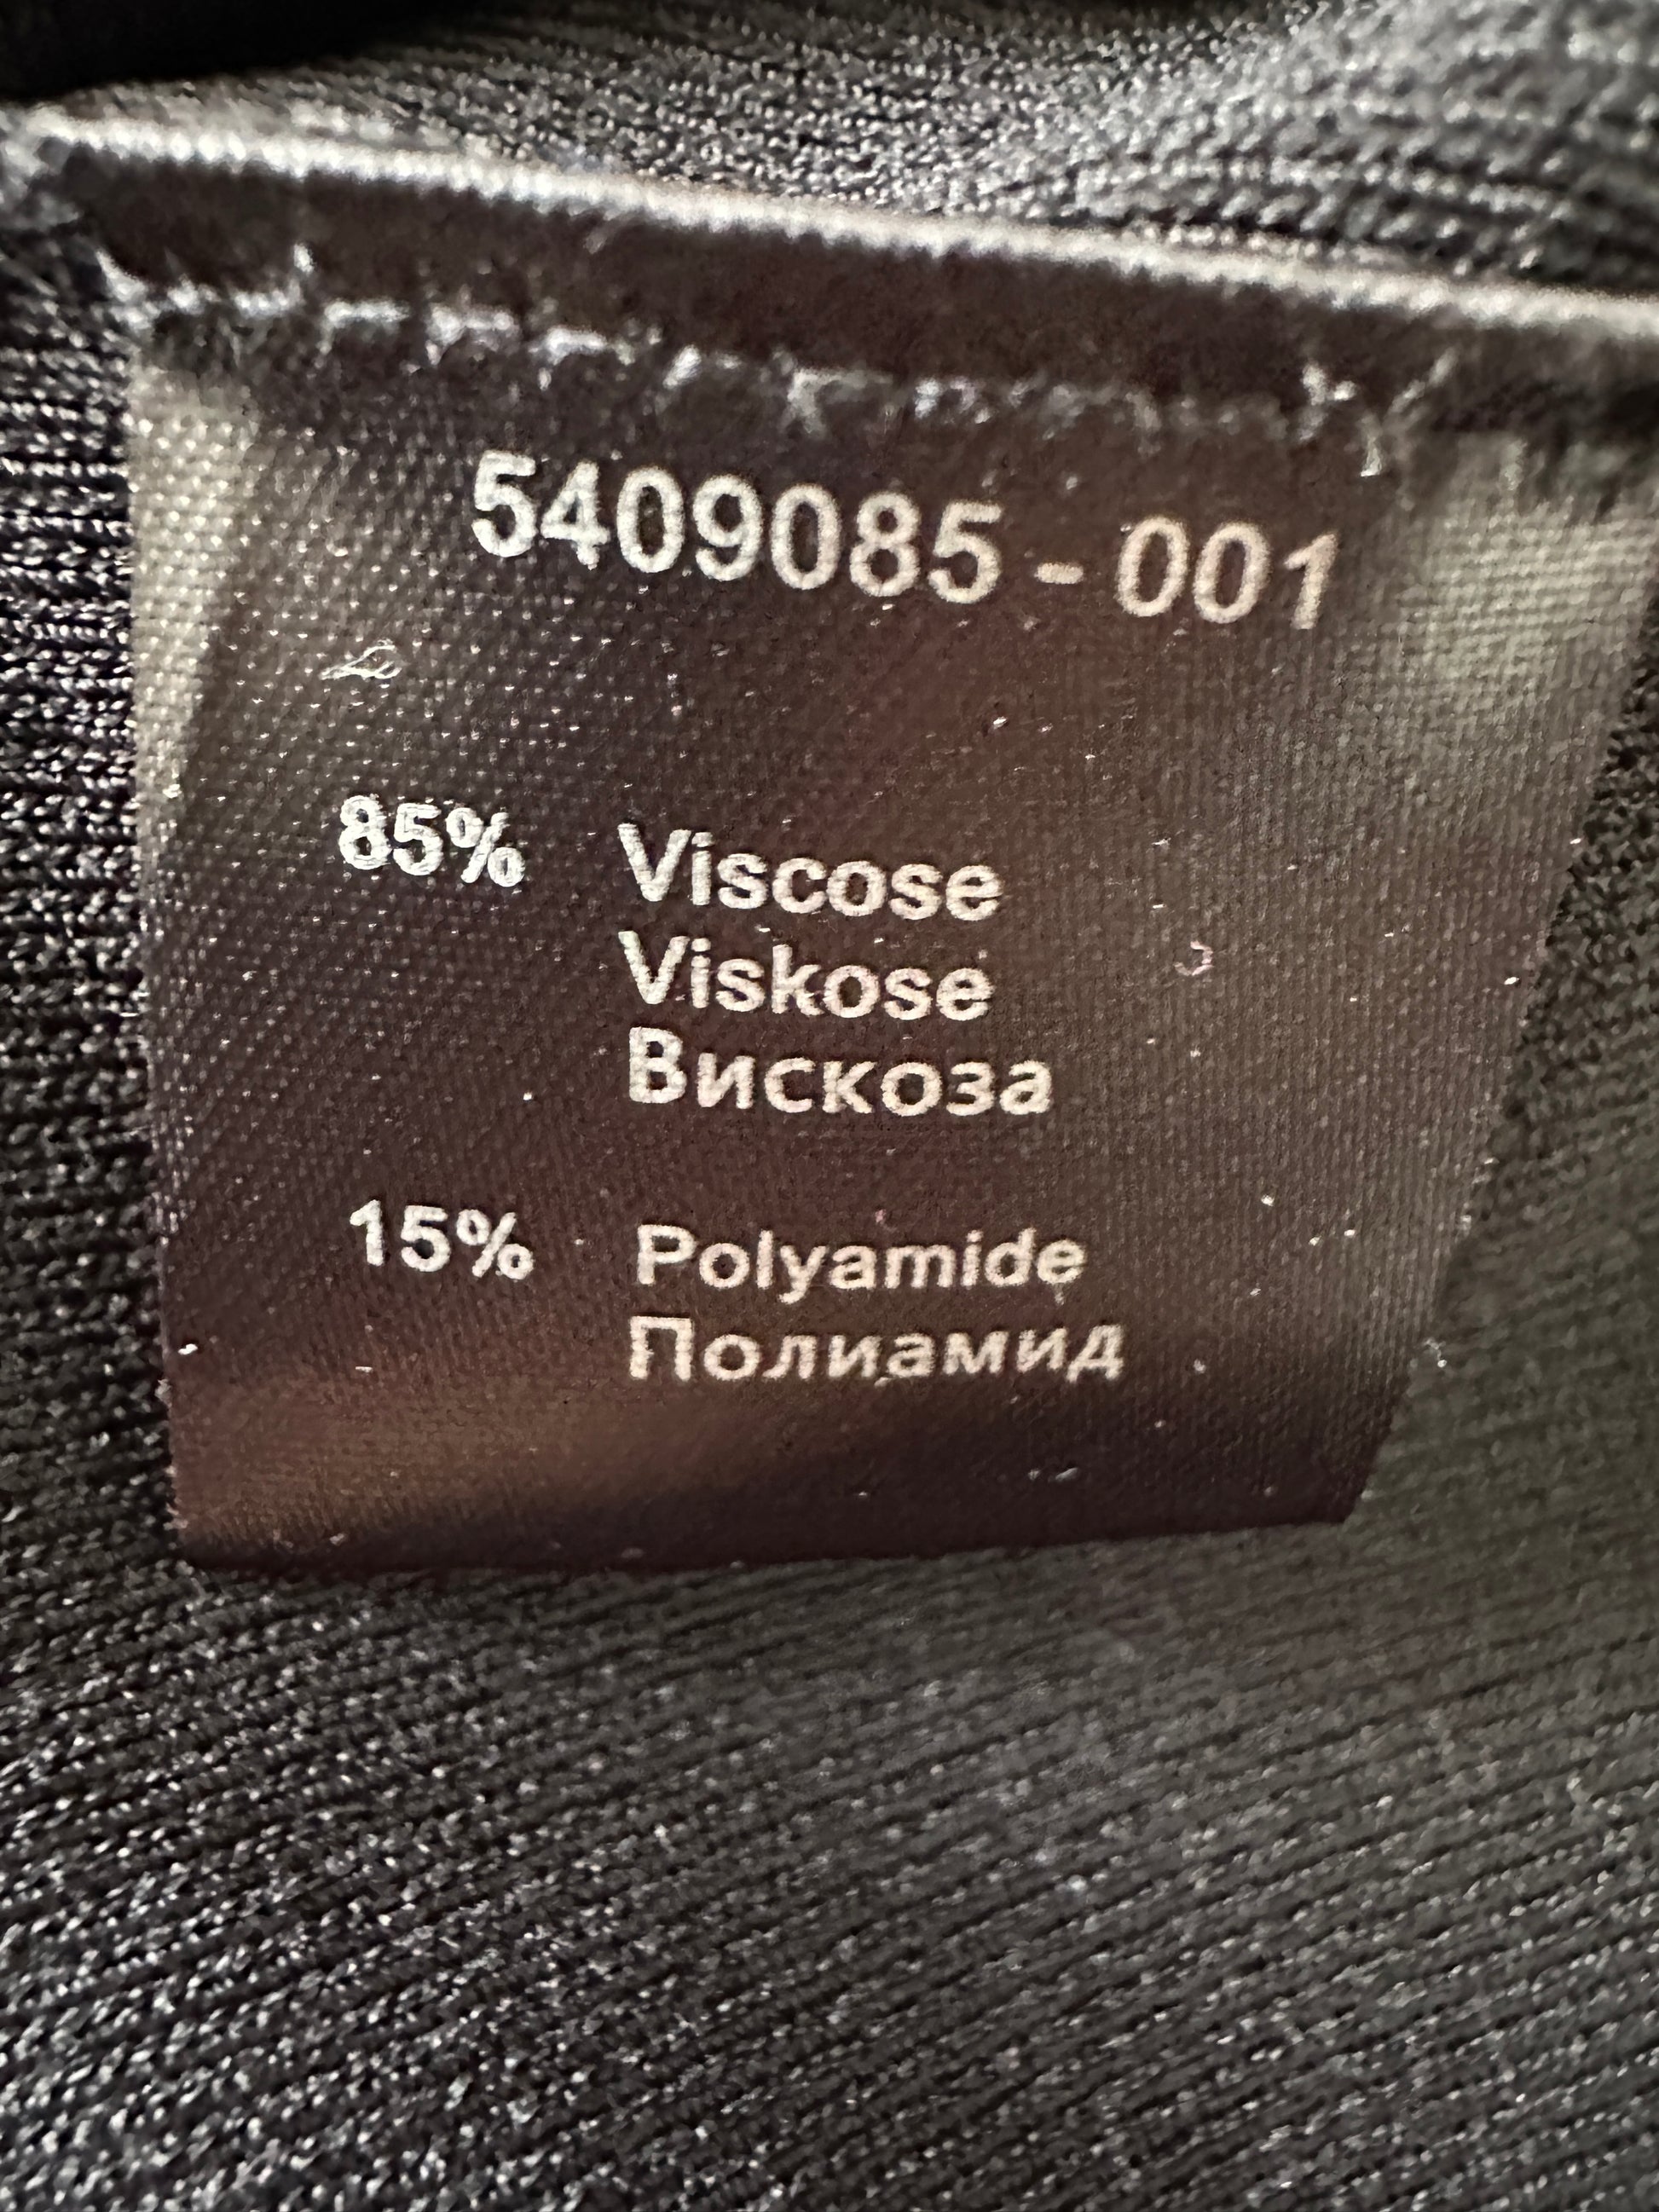 5409085 - 001
85% Viscose
Viskose
Вискоза
15% Polyamide
Полиамид